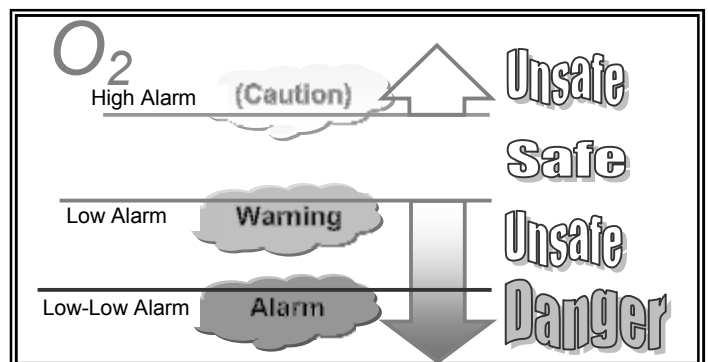 O2
High Alarm (Caution) Unsafe
Safe
Low Alarm Warning Unsafe
Low-Low Alarm Alarm Danger